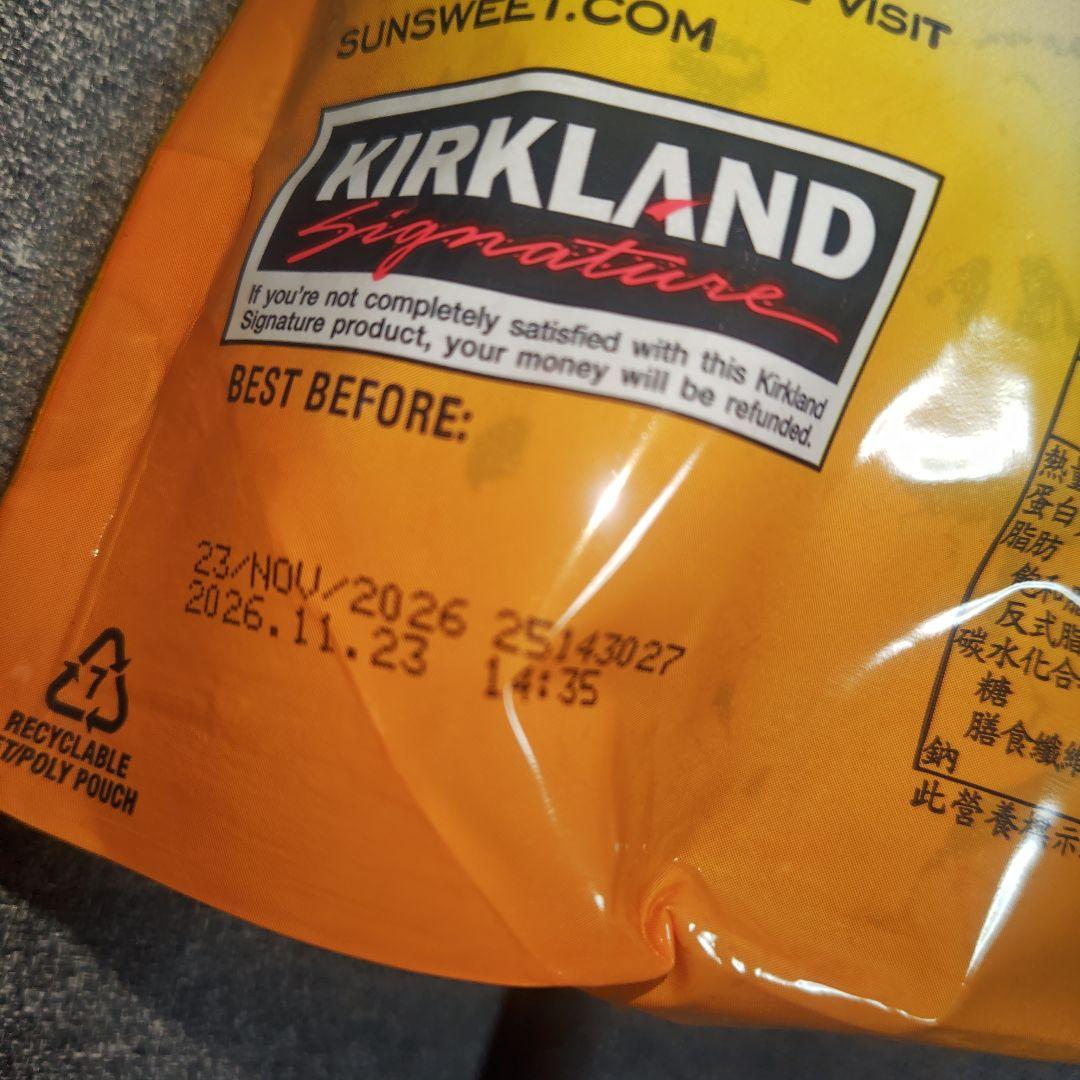 VISIT
SUNSWEET.COM
KIRKLAND
Signature
If you're not completely satisfied with this Kirkland
Signature product, your money will be refunded.
BEST BEFORE:
23/NOV/2026 25143027
2026.11.23 14:35
7
RECYCLABLE
POLY POUCH
熱量
蛋白
脂肪
反式脂
碳水化合
糖
膳食纖維
鈉
此營養標示